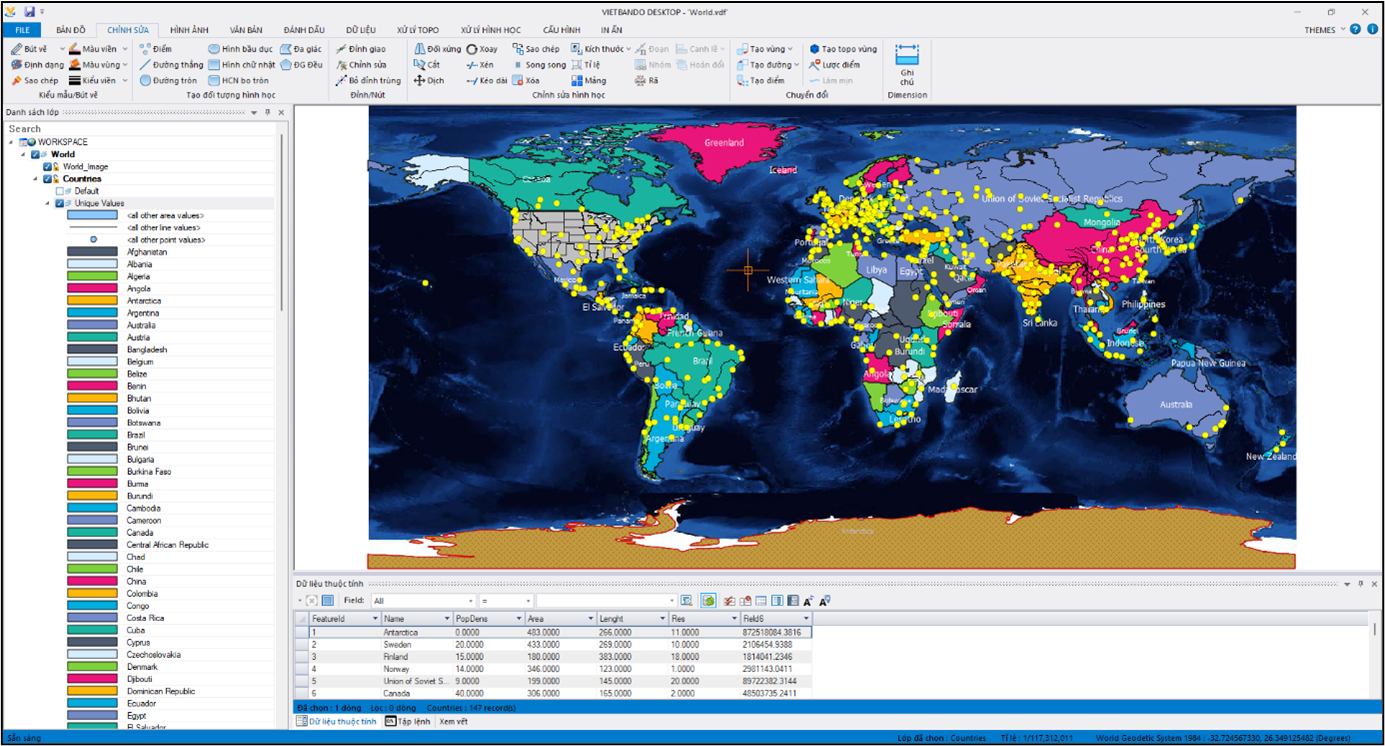 VIETBANDO DESKTOP - 'World.vdf'
FILE BẢN ĐỒ CHỈNH SỬA HÌNH ẢNH VĂN BẢN ĐÁNH DẤU DỮ LIỆU XỬ LÝ TOPO XỬ LÝ HÌNH HỌC CẤU HÌNH IN ẤN THEMES
Bút vẽ Màu viền Điểm Hình bầu dục Đa giác Đỉnh giao Đối xứng Xoay Sao chép Kích thước Đoạn Canh lề Tạo vùng Tạo topo vùng
Định dạng Màu vùng Đường thẳng Hình chữ nhật ĐG Đều Chỉnh sửa Cắt Xén Song song Tỉ lệ Nhóm Hoán đổi Tạo đường Lược điểm Ghi
Sao chép Kiểu viền Đường tròn HCN bo tròn Bỏ đỉnh trùng Dịch Kéo dài Xóa Mảng Rã Tạo điểm Làm mịn chú
Kiểu mẫu/Bút vẽ Tạo đối tượng hình học Đỉnh/Nút Chỉnh sửa hình học Chuyển đổi Dimension
Danh sách lớp
Search
WORKSPACE
World
World_Image
Countries
Default
Unique Values
<all other area values>
<all other line values>
<all other point values>
Afghanistan
Albania
Algeria
Angola
Antarctica
Argentina
Australia
Austria
Bangladesh
Belgium
Belize
Benin
Bhutan
Bolivia
Botswana
Brazil
Brunei
Bulgaria
Burkina Faso
Burma
Burundi
Cambodia
Cameroon
Canada
Central African Republic
Chad
Chile
China
Colombia
Congo
Costa Rica
Cuba
Cyprus
Czechoslovakia
Denmark
Djibouti
Dominican Republic
Ecuador
Egypt
El Salvador
Greenland
Iceland
Canada
Sweden
Union of Soviet Socialist Republics
Mongolia
Portugal
China
South Korea
Morocco
Libya
Egypt
Kuwait
Western Sahara
Mauritania
Niger
Oman
Taiwan
Mexico
Jamaica
El Salvador
Panama
Trinidad
French Guiana
Philippines
Djibouti
Somalia
Sri Lanka
Thailand
Brunei
Indonesia
Ecuador
Peru
Brazil
Uganda
Burundi
Papua New Guinea
Angola
Bolivia
Madagascar
Paraguay
Australia
Lesotho
Uruguay
Argentina
New Zealand
Antarctica
Dữ liệu thuộc tính
Field: All =
FeatureId Name PopDens Area Lenght Res Field6
1 Antarctica 0.0000 483.0000 266.0000 11.0000 872518084.3816
2 Sweden 20.0000 433.0000 269.0000 10.0000 2106454.9388
3 Finland 15.0000 180.0000 383.0000 18.0000 1814041.2346
4 Norway 14.0000 346.0000 123.0000 1.0000 2981143.0411
5 Union of Soviet S... 9.0000 199.0000 145.0000 20.0000 89722382.3144
6 Canada 40.0000 306.0000 165.0000 2.0000 48503735.2411
Đã chọn : 1 dòng Lọc : 0 dòng Countries : 147 record(s)
Dữ liệu thuộc tính Tập lệnh Xem vết
Sẵn sàng Lớp đã chọn : Countries Tỉ lệ : 1/117,312,011 World Geodetic System 1984 : -32.724567330, 26.349125482 (Degrees)